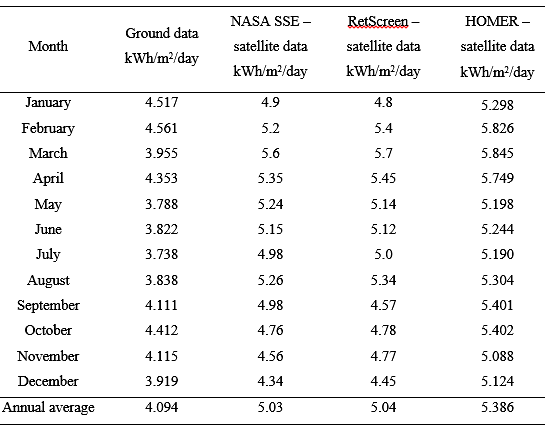 Month Ground data kWh/m²/day NASA SSE – satellite data kWh/m²/day RetScreen – satellite data kWh/m²/day HOMER – satellite data kWh/m²/day
January 4.517 4.9 4.8 5.298
February 4.561 5.2 5.4 5.826
March 3.955 5.6 5.7 5.845
April 4.353 5.35 5.45 5.749
May 3.788 5.24 5.14 5.198
June 3.822 5.15 5.12 5.244
July 3.738 4.98 5.0 5.190
August 3.838 5.26 5.34 5.304
September 4.111 4.98 4.57 5.401
October 4.412 4.76 4.78 5.402
November 4.115 4.56 4.77 5.088
December 3.919 4.34 4.45 5.124
Annual average 4.094 5.03 5.04 5.386